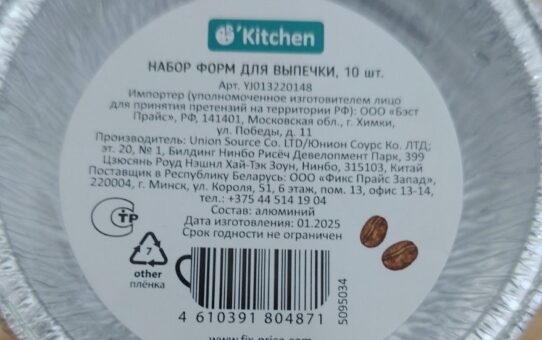 Kitchen
НАБОР ФОРМ ДЛЯ ВЫПЕЧКИ, 10 шт.
Арт. YJ013220148
Импортер (уполномоченное изготовителем лицо
для принятия претензий на территории РФ): ООО «Бэст
Прайс», РФ, 141401, Московская обл., г. Химки,
ул. Победы, д. 11
Производитель: Union Source Co. LTD/Юнион Соурс Ко. ЛТД;
эт. 20, № 1, Билдинг Нинбо Рисёч Девелопмент Парк, 399
Цзюсянь Роуд Нэшнл Хай-Тэк Зоун, Нинбо, 315103, Китай
Поставщик в Республику Беларусь: ООО «Фикс Прайс Запад»,
220004, г. Минск, ул. Короля, 51, 6 этаж, пом. 13, офис 13-14,
тел.: +375 44 514 19 04
Состав: алюминий
Дата изготовления: 01.2025
Срок годности не ограничен
СТР
7
other
плёнка
4 610391 804871
5095034
www.fix-price.com